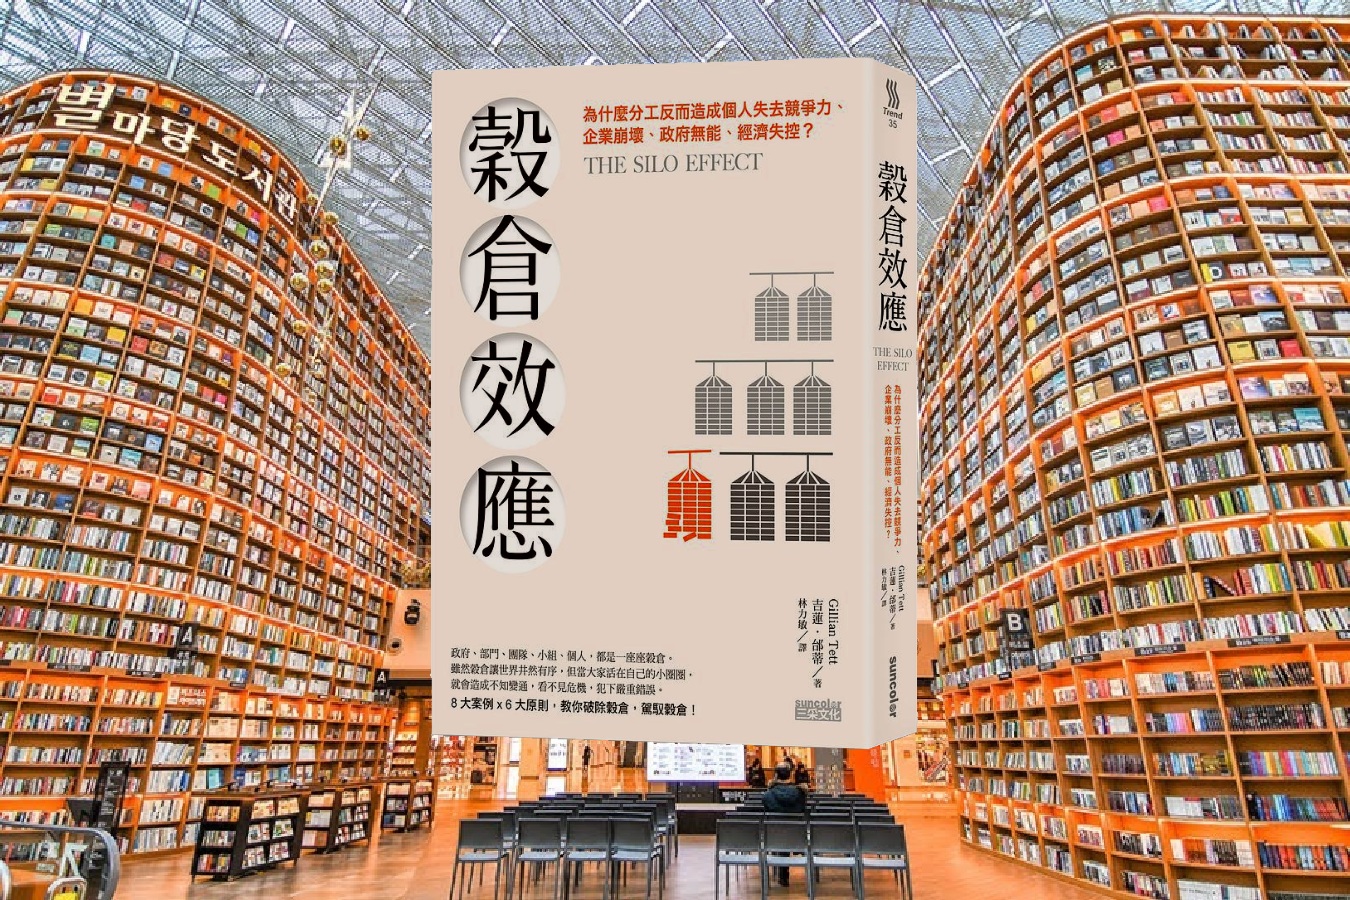 별마당 도서관
穀倉效應
為什麼分工反而造成個人失去競爭力、
企業崩壞、政府無能、經濟失控？
THE SILO EFFECT
Gillian Tett
吉蓮．邰蒂／著
林力敏／譯
政府、部門、團隊、小組、個人，都是一座座穀倉。
雖然穀倉讓世界井然有序，但當大家活在自己的小圈圈，
就會造成不知變通，看不見危機，犯下嚴重錯誤。
8大案例x6大原則，教你破除穀倉，駕馭穀倉！
suncolor
三采文化
Trend
35
穀倉效應
THE SILO
EFFECT
為什麼分工反而造成個人失去競爭力、
企業崩壞、政府無能、經濟失控？
Gillian Tett
吉蓮．邰蒂／著
林力敏／譯
suncolor
A
A
B